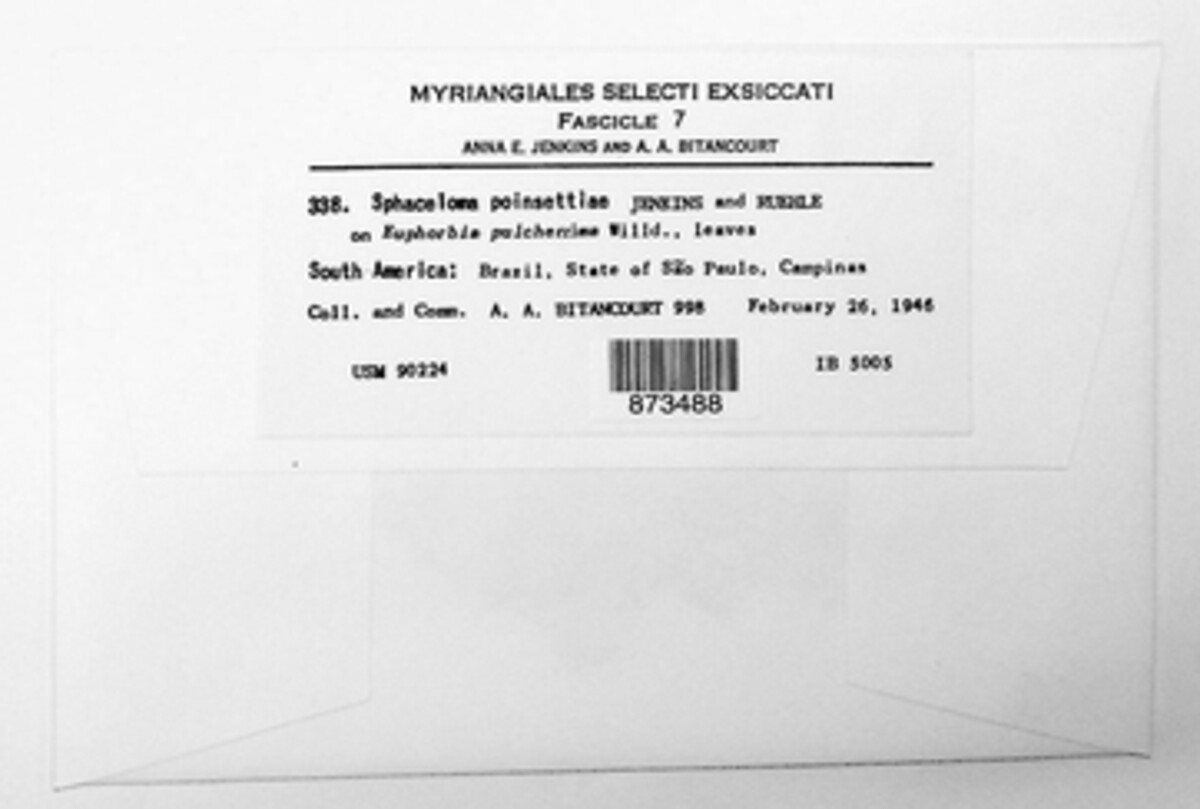 MYRIANGIALES SELECTI EXSICCATI
FASCICLE 7
ANNA E. JENKINS AND A. A. BITANCOURT
338. Sphaceloma poinsettiae JENKINS and RUEHLE
on Euphorbia pulcherrima Willd., leaves
South America: Brazil, State of São Paulo, Campinas
Coll. and Comm. A. A. BITANCOURT 998 February 26, 1946
USM 90224
IB 5005
873488